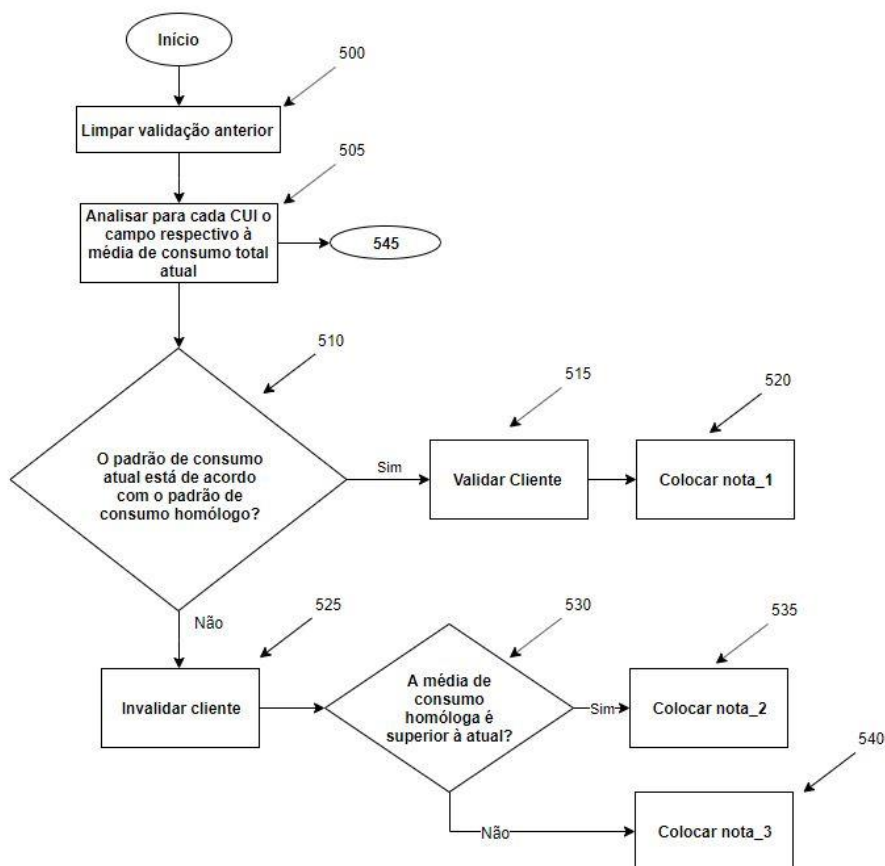 Início
500
Limpar validação anterior
505
Analisar para cada CUI o
campo respectivo à
média de consumo total
atual
545
510
O padrão de consumo
atual está de acordo
com o padrão de
consumo homólogo?
Sim
515
Validar Cliente
520
Colocar nota_1
Não
525
Invalidar cliente
530
A média de
consumo
homóloga é
superior à atual?
Sim
535
Colocar nota_2
Não
540
Colocar nota_3